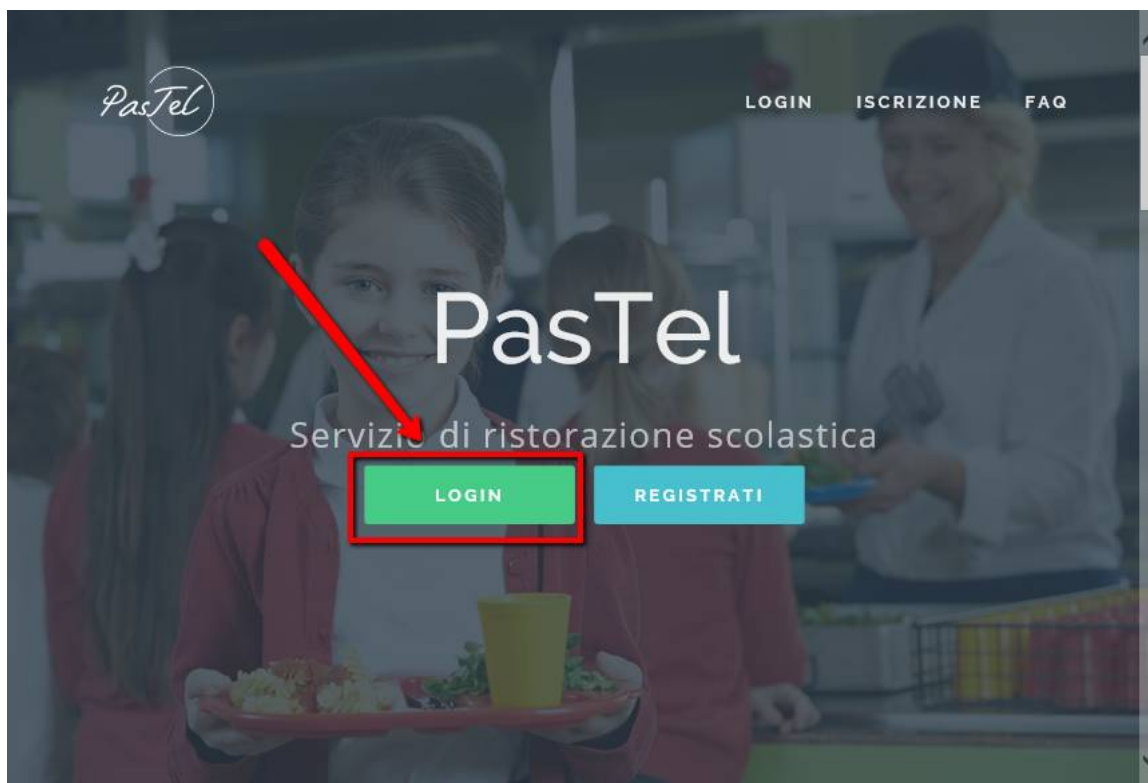 PasTel
LOGIN ISCRIZIONE FAQ
PasTel
Servizio di ristorazione scolastica
LOGIN REGISTRATI